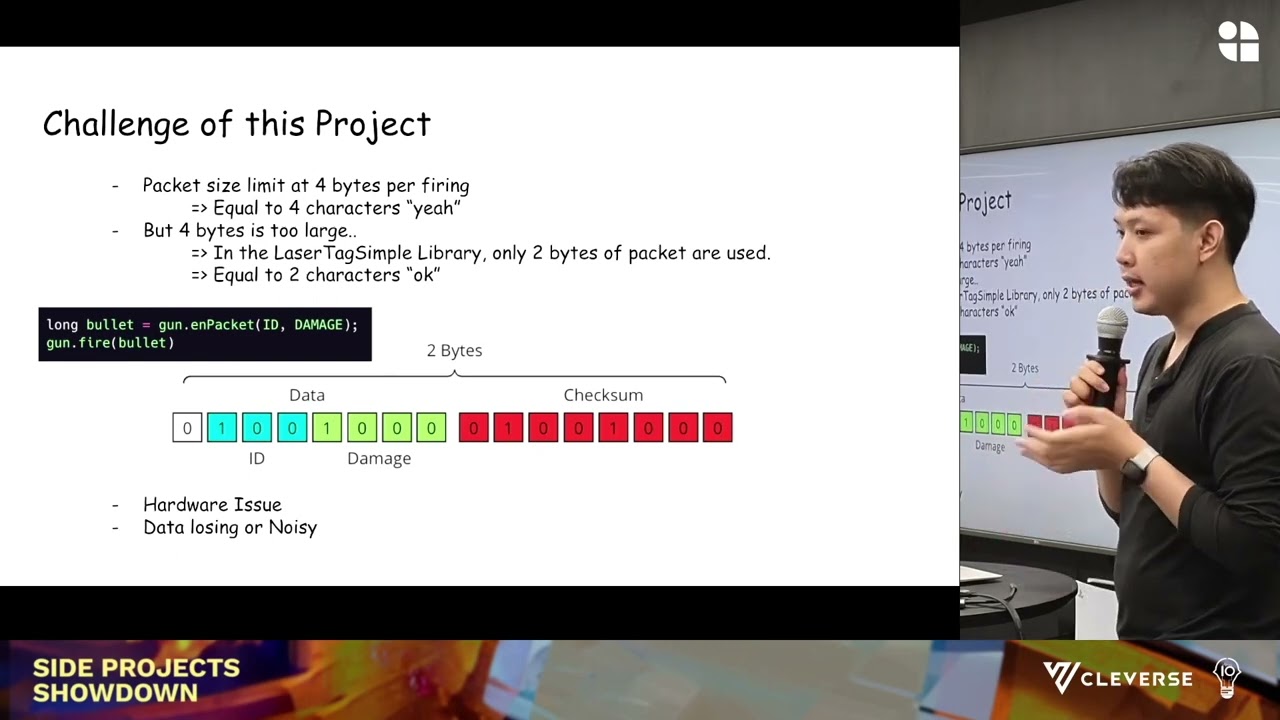 Challenge of this Project
- Packet size limit at 4 bytes per firing
=> Equal to 4 characters “yeah”
- But 4 bytes is too large..
=> In the LaserTagSimple Library, only 2 bytes of packet are used.
=> Equal to 2 characters “ok”
long bullet = gun.enPacket(ID, DAMAGE);
gun.fire(bullet)
2 Bytes
Data Checksum
0 1 0 0 1 0 0 0 0 1 0 0 1 0 0 0
ID Damage
- Hardware Issue
- Data losing or Noisy
Project
4 bytes per firing
haracters “yeah”
rge..
rTagSimple Library, only 2 bytes of pac
haracters “ok”
MAGE);
2 Bytes
ta
1 0 0 0
Damage
SIDE PROJECTS
SHOWDOWN
CLEVERSE